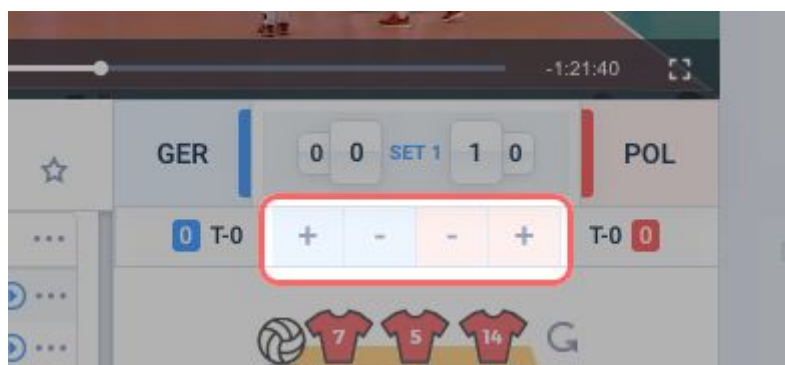 -1:21:40
GER 0 0 SET 1 1 0 POL
0 T-0 + - - + T-0 0
7 5 14